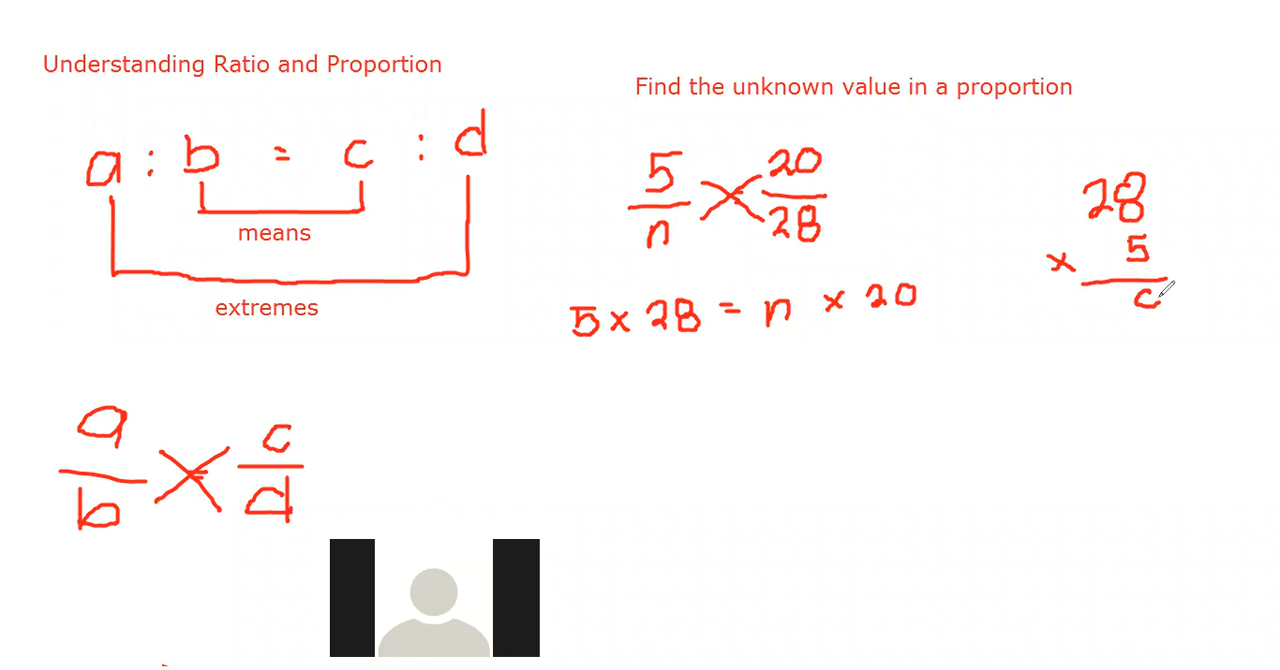 Understanding Ratio and Proportion
a : b = c : d
means
extremes
a/b × c/d
Find the unknown value in a proportion
5/n × 20/28
5 × 28 = n × 20
28
× 5